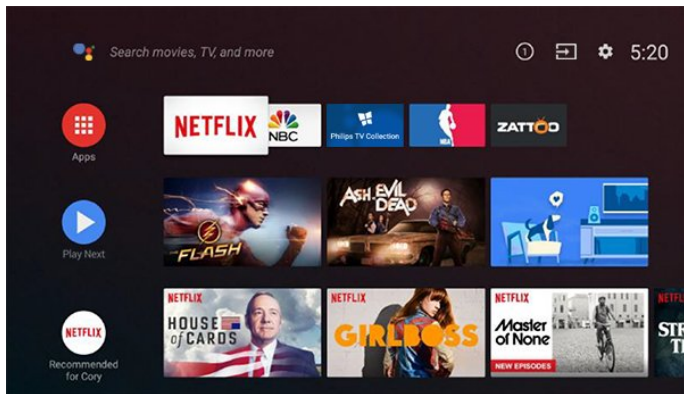 Search movies, TV, and more
1
5:20
Apps
NETFLIX
NBC
Philips TV Collection
NBA
ZATTOO
Play Next
THE
FLASH
ASH VS EVIL
DEAD
NETFLIX
Recommended
for Cory
NETFLIX
HOUSE
of CARDS
NETFLIX
GIRLBOSS
NETFLIX
Master
of None
NEW EPISODES